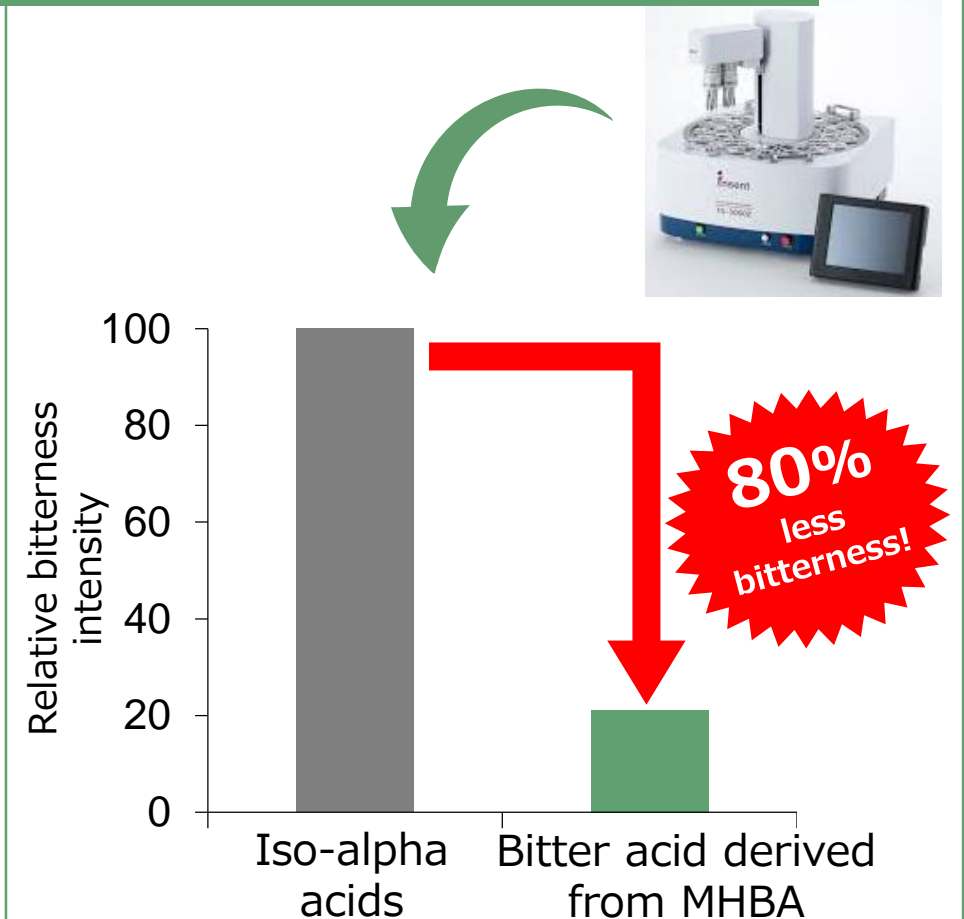 insent
100
80
60
40
20
0
Relative bitterness
intensity
80%
less
bitterness!
Iso-alpha
acids
Bitter acid derived
from MHBA